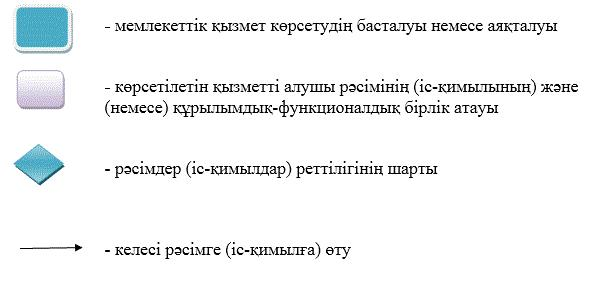 - мемлекеттік қызмет көрсетудің басталуы немесе аяқталуы
- көрсетілетін қызметті алушы рәсімінің (іс-қимылының) және
(немесе) құрылымдық-функционалдық бірлік атауы
- рәсімдер (іс-қимылдар) реттілігінің шарты
- келесі рәсімге (іс-қимылға) өту